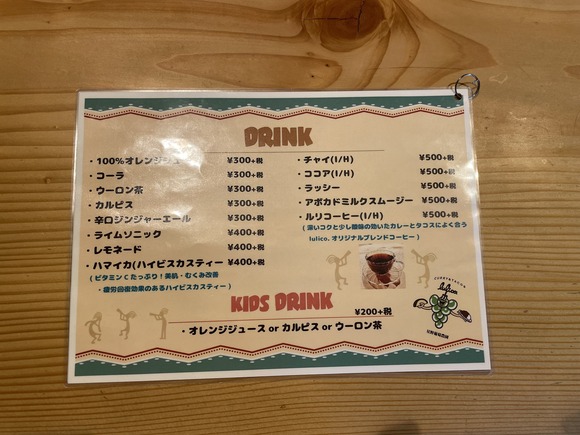 DRINK
・100%オレンジジュース ¥300+税
・コーラ ¥300+税
・ウーロン茶 ¥300+税
・カルピス ¥300+税
・辛口ジンジャーエール ¥300+税
・ライムソニック ¥400+税
・レモネード ¥400+税
・ハマイカ(ハイビスカスティー ¥400+税
(ビタミンCたっぷり!美肌・むくみ改善
・疲労回復効果のあるハイビスカスティー)
・チャイ(I/H) ¥500+税
・ココア(I/H) ¥500+税
・ラッシー ¥500+税
・アボカドミルクスムージー ¥500+税
・ルリコーヒー(I/H) ¥500+税
(深いコクと少し酸味の効いたカレーとタコスによく合う
lulico. オリジナルブレンドコーヒー)
KIDS DRINK
¥200+税
・オレンジジュース or カルピス or ウーロン茶
CURRY&TACOS
lulico